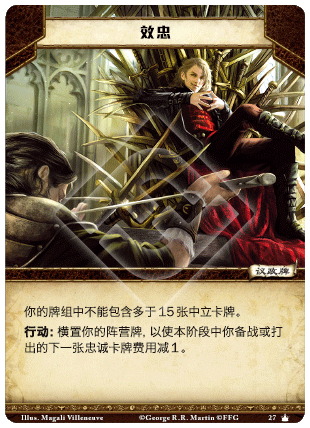 效忠
议政牌
你的牌组中不能包含多于15张中立卡牌。
行动：横置你的阵营牌，以使本阶段中你备战或打
出的下一张忠诚卡牌费用减1。
Illus. Magali Villeneuve ©George R.R. Martin ©FFG 27